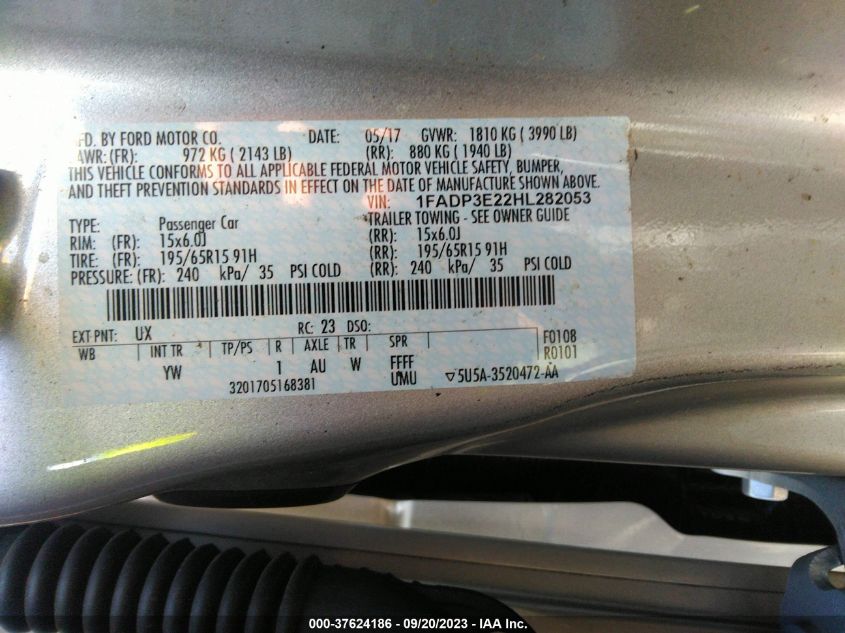 MFD. BY FORD MOTOR CO. DATE: 05/17 GVWR: 1810 KG ( 3990 LB)
GAWR: (FR): 972 KG ( 2143 LB) (RR): 880 KG ( 1940 LB)
THIS VEHICLE CONFORMS TO ALL APPLICABLE FEDERAL MOTOR VEHICLE SAFETY, BUMPER,
AND THEFT PREVENTION STANDARDS IN EFFECT ON THE DATE OF MANUFACTURE SHOWN ABOVE.
VIN: 1FADP3E22HL282053
TYPE: Passenger Car TRAILER TOWING - SEE OWNER GUIDE
RIM: (FR): 15x6.0J (RR): 15x6.0J
TIRE: (FR): 195/65R15 91H (RR): 195/65R15 91H
PRESSURE: (FR): 240 kPa/ 35 PSI COLD (RR): 240 kPa/ 35 PSI COLD
EXT PNT: UX RC: 23 DSO: F0108
WB INT TR TP/PS R AXLE TR SPR R0101
YW 1 AU W FFFF
3201705168381 UMU ▽5U5A-3520472-AA
000-37624186 - 09/20/2023 - IAA Inc.